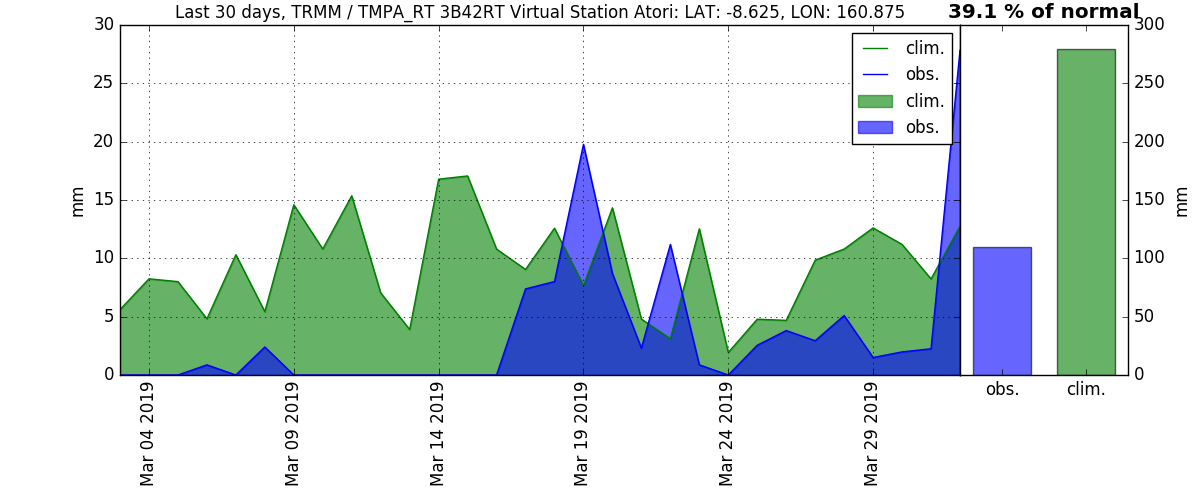 Last 30 days, TRMM / TMPA_RT 3B42RT Virtual Station Atori: LAT: -8.625, LON: 160.875
39.1 % of normal
30
25
20
15
10
5
0
mm
clim.
obs.
clim.
obs.
Mar 04 2019
Mar 09 2019
Mar 14 2019
Mar 19 2019
Mar 24 2019
Mar 29 2019
obs.
clim.
300
250
200
150
100
50
0
mm